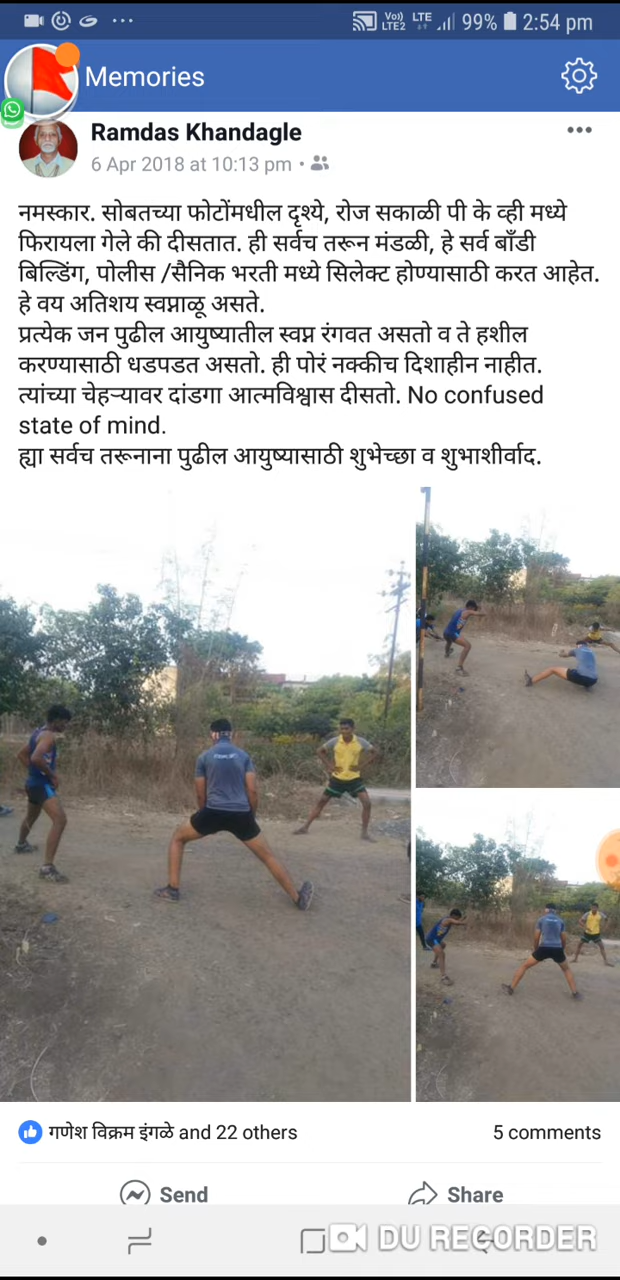 Vo)) LTE2 LTE 99% 2:54 pm
Memories
Ramdas Khandagle
6 Apr 2018 at 10:13 pm •
नमस्कार. सोबतच्या फोटोंमधील दृश्ये, रोज सकाळी पी के व्ही मध्ये
फिरायला गेले की दीसतात. ही सर्वच तरून मंडळी, हे सर्व बॉंडी
बिल्डिंग, पोलीस /सैनिक भरती मध्ये सिलेक्ट होण्यासाठी करत आहेत.
हे वय अतिशय स्वप्नाळू असते.
प्रत्येक जन पुढील आयुष्यातील स्वप्न रंगवत असतो व ते हशील
करण्यासाठी धडपडत असतो. ही पोरं नक्कीच दिशाहीन नाहीत.
त्यांच्या चेहऱ्यावर दांडगा आत्मविश्वास दीसतो. No confused
state of mind.
ह्या सर्वच तरूनाना पुढील आयुष्यासाठी शुभेच्छा व शुभाशीर्वाद.
गणेश विक्रम इंगळे and 22 others
5 comments
Send
Share
DU RECORDER